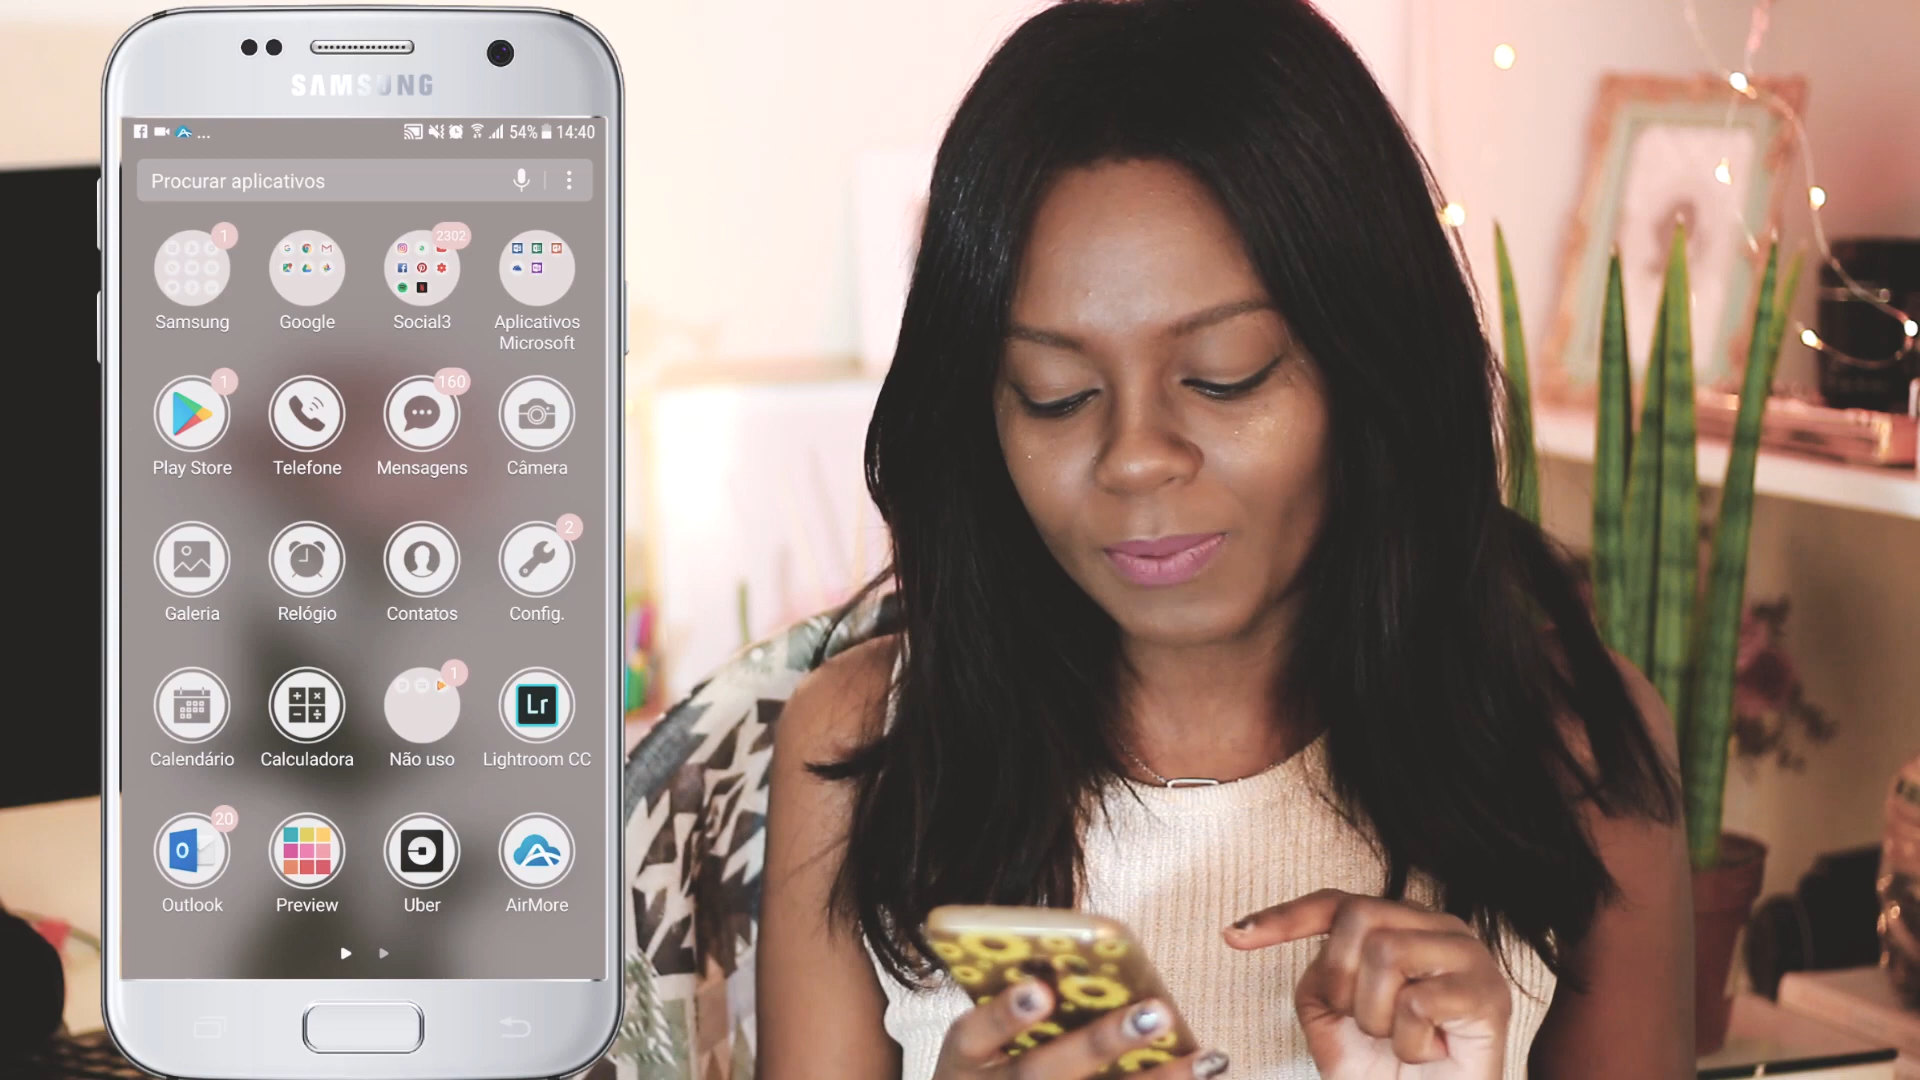 SAMSUNG
... 54% 14:40
Procurar aplicativos
1 2302
Samsung Google Social3 Aplicativos
Microsoft
1 160
Play Store Telefone Mensagens Câmera
2
Galeria Relógio Contatos Config.
1
Lr
Calendário Calculadora Não uso Lightroom CC
20
Outlook Preview Uber AirMore